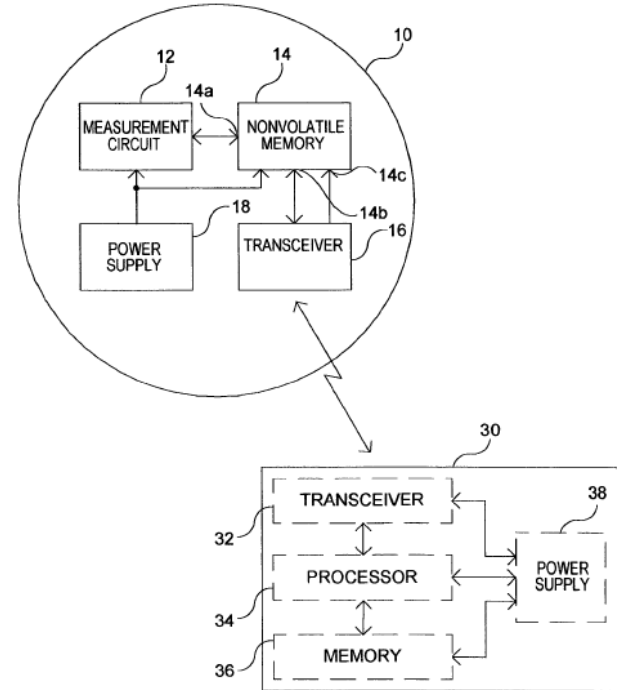 10
12
14
14a
MEASUREMENT
CIRCUIT
NONVOLATILE
MEMORY
14c
14b
18
16
POWER
SUPPLY
TRANSCEIVER
30
TRANSCEIVER
32
38
PROCESSOR
34
POWER
SUPPLY
MEMORY
36